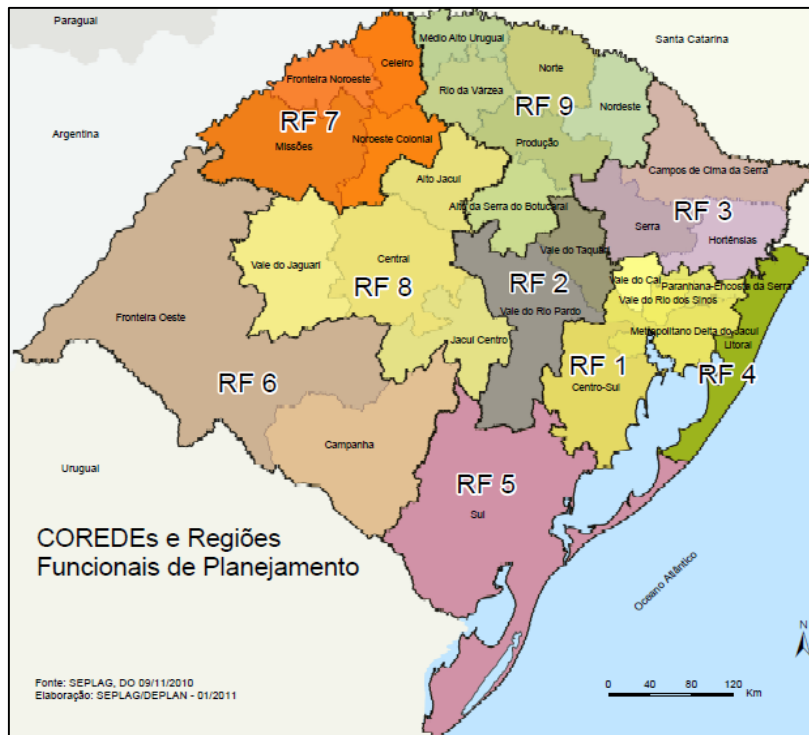 Paraguai
Santa Catarina
Argentina
Uruguai
Médio Alto Uruguai
Celeiro
Norte
Fronteira Noroeste
Rio da Várzea
RF 9
Nordeste
RF 7
Missões
Noroeste Colonial
Produção
Alto Jacuí
Campos de Cima da Serra
Alto da Serra do Botucaraí
Serra
RF 3
Hortênsias
Vale do Taquari
Central
Vale do Jaguari
RF 8
RF 2
Vale do Caí
Paranhana-Encosta da Serra
Vale do Rio dos Sinos
Vale do Rio Pardo
Fronteira Oeste
Metropolitano Delta do Jacuí
Litoral
Jacuí Centro
RF 1
RF 4
Centro-Sul
RF 6
Campanha
RF 5
Sul
COREDEs e Regiões
Funcionais de Planejamento
Oceano Atlântico
N
Fonte: SEPLAG, DO 09/11/2010
Elaboração: SEPLAG/DEPLAN - 01/2011
0 40 80 120
Km